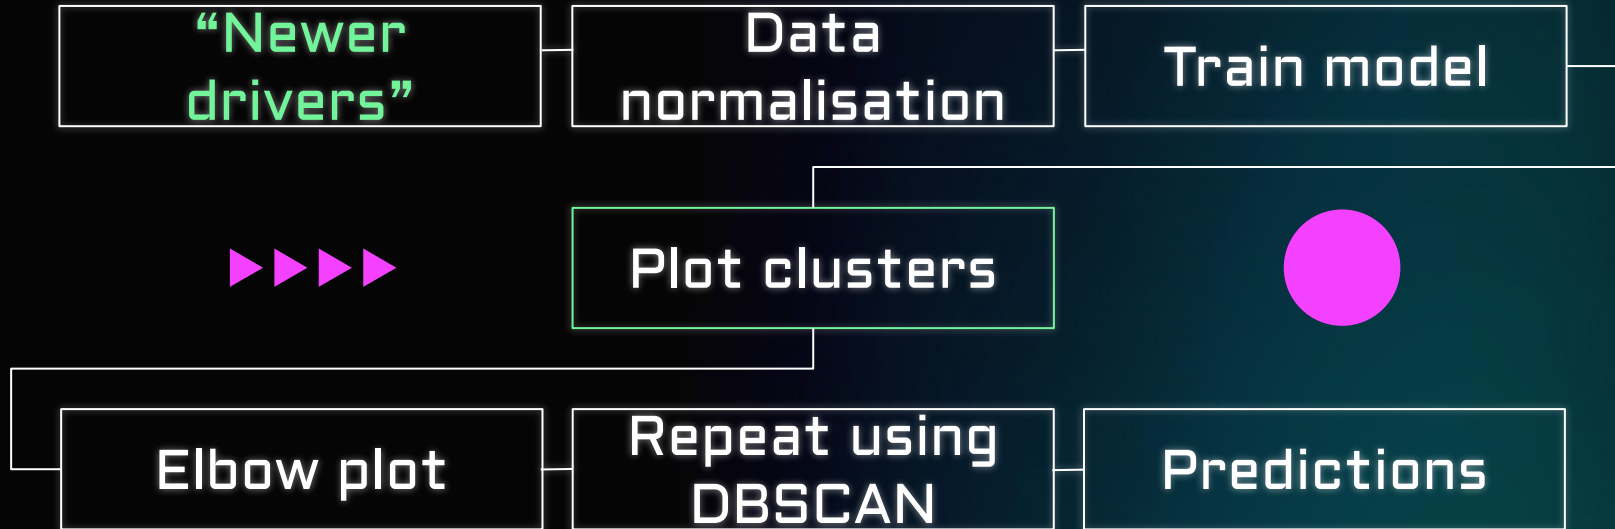 “Newer
drivers”
Data
normalisation
Train model
Plot clusters
Elbow plot
Repeat using
DBSCAN
Predictions